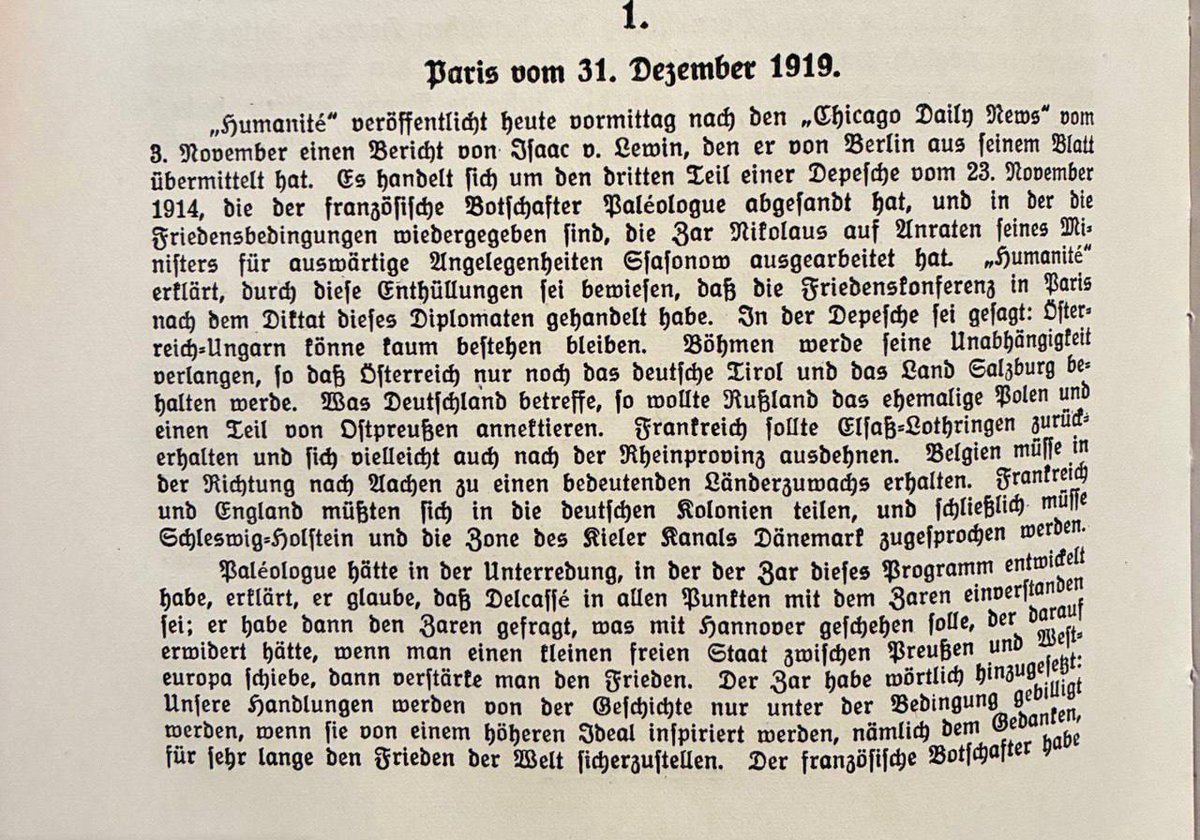 1.
Paris vom 31. Dezember 1919.
„Humanité“ veröffentlicht heute vormittag nach den „Chicago Daily News“ vom
3. November einen Bericht von Isaac v. Lewin, den er von Berlin aus seinem Blatt
übermittelt hat. Es handelt sich um den dritten Teil einer Depesche vom 23. November
1914, die der französische Botschafter Paléologue abgesandt hat, und in der die
Friedensbedingungen wiedergegeben sind, die Zar Nikolaus auf Anraten seines Mi-
nisters für auswärtige Angelegenheiten Ssasonow ausgearbeitet hat. „Humanité“
erklärt, durch diese Enthüllungen sei bewiesen, daß die Friedenskonferenz in Paris
nach dem Diktat dieses Diplomaten gehandelt habe. In der Depesche sei gesagt: Öster-
reich-Ungarn könne kaum bestehen bleiben. Böhmen werde seine Unabhängigkeit
verlangen, so daß Österreich nur noch das deutsche Tirol und das Land Salzburg be-
halten werde. Was Deutschland betreffe, so wollte Rußland das ehemalige Polen und
einen Teil von Ostpreußen annektieren. Frankreich sollte Elsaß-Lothringen zurück-
erhalten und sich vielleicht auch nach der Rheinprovinz ausdehnen. Belgien müsse in
der Richtung nach Aachen zu einen bedeutenden Länderzuwachs erhalten. Frankreich
und England müßten sich in die deutschen Kolonien teilen, und schließlich müsse
Schleswig-Holstein und die Zone des Kieler Kanals Dänemark zugesprochen werden.
Paléologue hätte in der Unterredung, in der der Zar dieses Programm entwickelt
habe, erklärt, er glaube, daß Delcassé in allen Punkten mit dem Zaren einverstanden
sei; er habe dann den Zaren gefragt, was mit Hannover geschehen solle, der darauf
erwidert hätte, wenn man einen kleinen freien Staat zwischen Preußen und West-
europa schiebe, dann verstärke man den Frieden. Der Zar habe wörtlich hinzugesetzt:
Unsere Handlungen werden von der Geschichte nur unter der Bedingung gebilligt
werden, wenn sie von einem höheren Ideal inspiriert werden, nämlich dem Gedanken,
für sehr lange den Frieden der Welt sicherzustellen. Der französische Botschafter habe